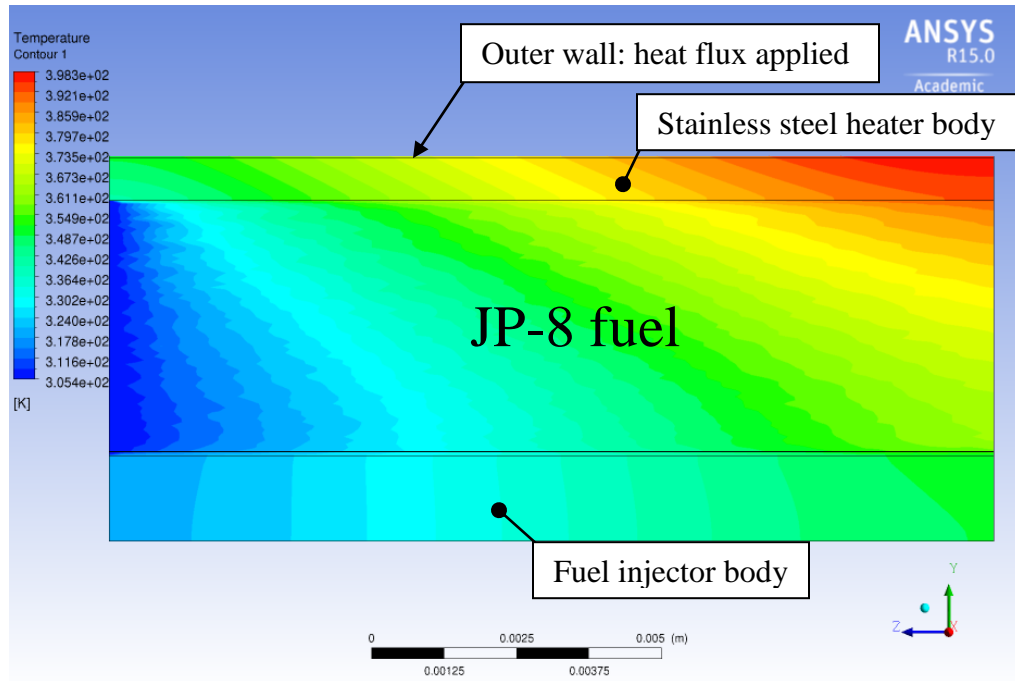 Temperature
Contour 1
3.983e+02
3.921e+02
3.859e+02
3.797e+02
3.735e+02
3.673e+02
3.611e+02
3.549e+02
3.487e+02
3.426e+02
3.364e+02
3.302e+02
3.240e+02
3.178e+02
3.116e+02
3.054e+02
[K]
Outer wall: heat flux applied
ANSYS
R15.0
Academic
Stainless steel heater body
JP-8 fuel
Fuel injector body
0 0.0025 0.005 (m)
0.00125 0.00375
Y
Z X